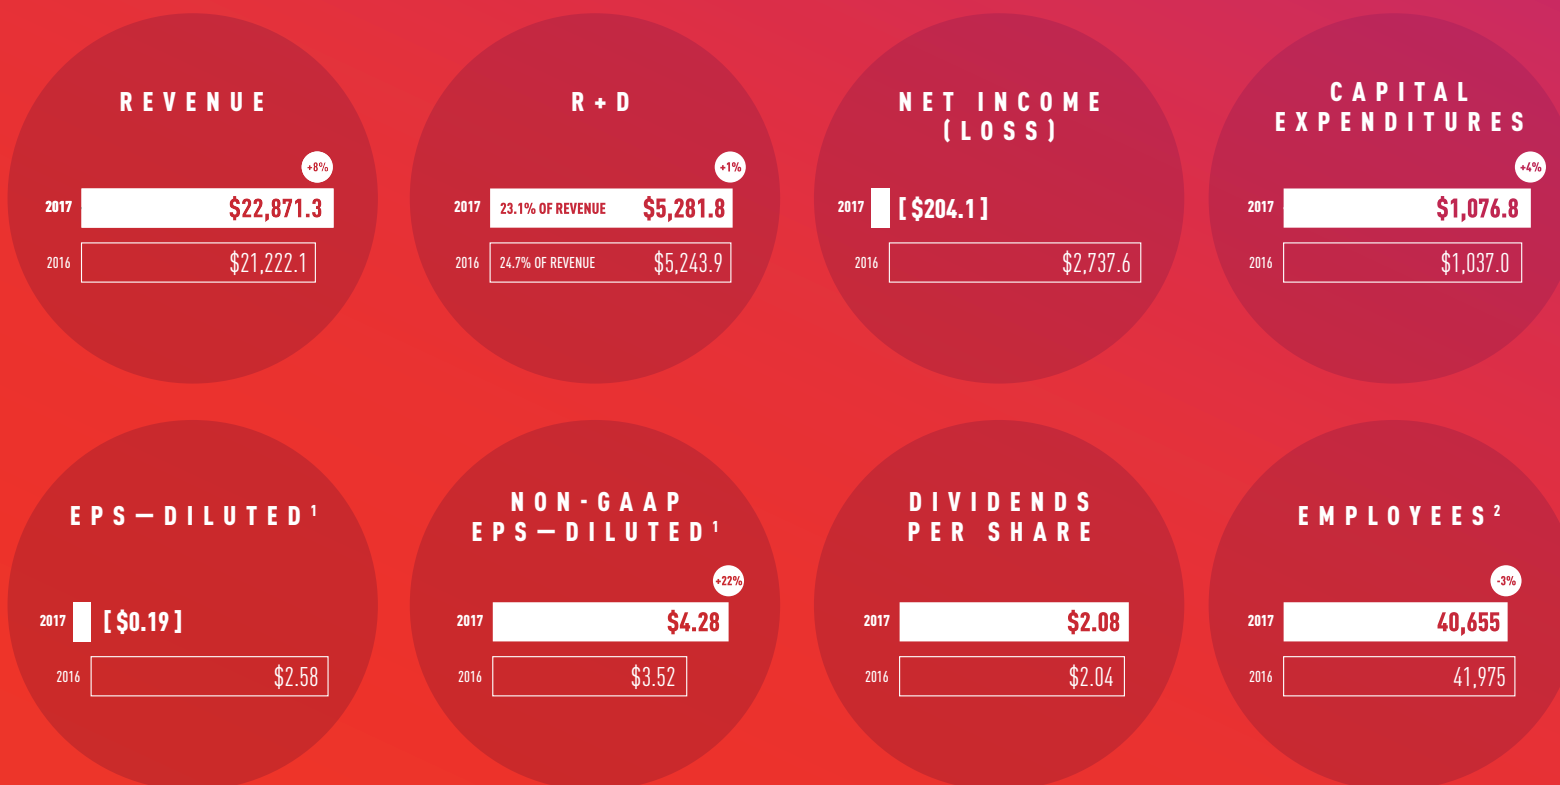 REVENUE
+8%
2017 $22,871.3
2016 $21,222.1
R+D
+1%
2017 23.1% OF REVENUE $5,281.8
2016 24.7% OF REVENUE $5,243.9
NET INCOME
(LOSS)
2017 [$204.1]
2016 $2,737.6
CAPITAL
EXPENDITURES
+4%
2017 $1,076.8
2016 $1,037.0
EPS—DILUTED¹
2017 [$0.19]
2016 $2.58
NON-GAAP
EPS—DILUTED¹
+22%
2017 $4.28
2016 $3.52
DIVIDENDS
PER SHARE
2017 $2.08
2016 $2.04
EMPLOYEES²
-3%
2017 40,655
2016 41,975